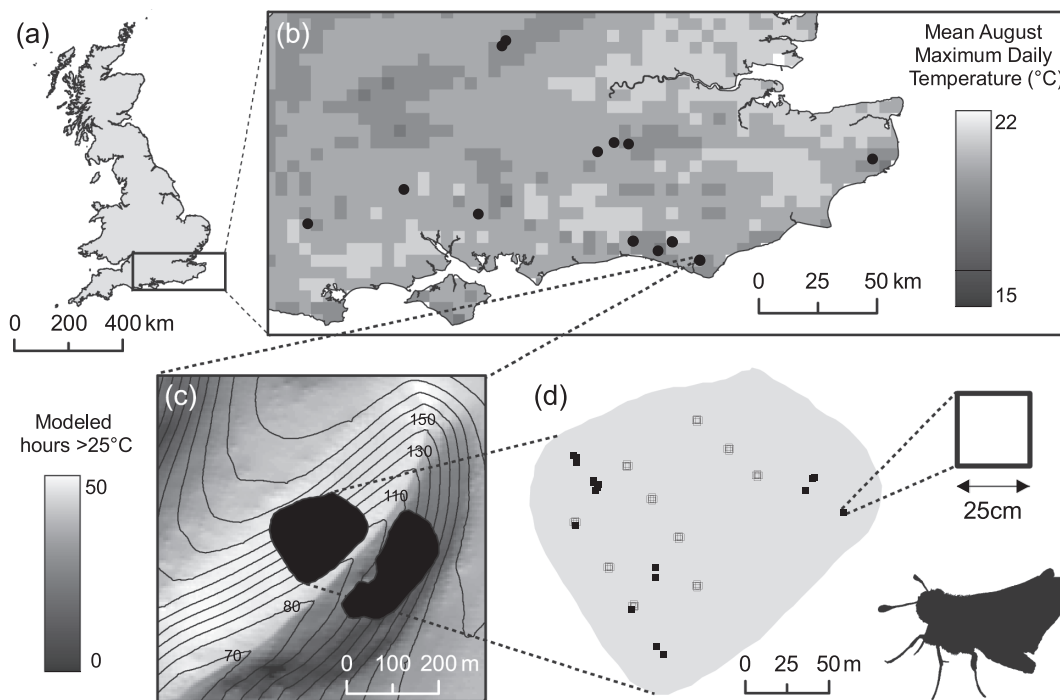 (a)
0 200 400 km
(b)
0 25 50 km
Mean August
Maximum Daily
Temperature (°C)
22
15
Modeled
hours >25°C
50
0
(c)
150
130
110
80
70
0 100 200 m
(d)
0 25 50 m
25cm